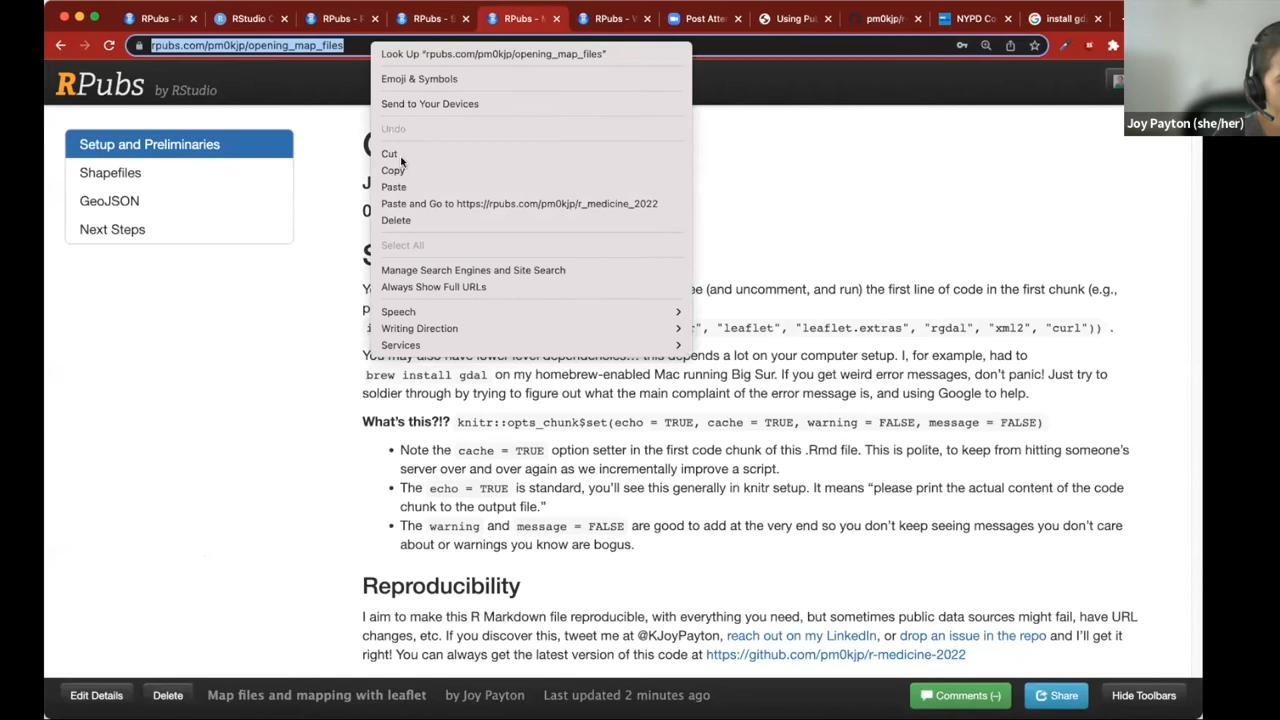 RPubs - R
RStudio C
RPubs - I
RPubs - S
RPubs - M
RPubs - V
Post Atte
Using Pu
pm0kjp/r
NYPD Co
install gd
rpubs.com/pm0kjp/opening_map_files
RPubs by RStudio
Look Up “rpubs.com/pm0kjp/opening_map_files”
Emoji & Symbols
Send to Your Devices
Undo
Cut
Copy
Paste
Paste and Go to https://rpubs.com/pm0kjp/r_medicine_2022
Delete
Select All
Manage Search Engines and Site Search
Always Show Full URLs
Speech
Writing Direction
Services
Joy Payton (she/her)
Setup and Preliminaries
Shapefiles
GeoJSON
Next Steps
(and uncomment, and run) the first line of code in the first chunk (e.g.,
"leaflet", "leaflet.extras", "rgdal", "xml2", "curl")) .
You may also have lower level dependencies... this depends a lot on your computer setup. I, for example, had to
brew install gdal on my homebrew-enabled Mac running Big Sur. If you get weird error messages, don’t panic! Just try to
soldier through by trying to figure out what the main complaint of the error message is, and using Google to help.
What’s this?!? knitr::opts_chunk$set(echo = TRUE, cache = TRUE, warning = FALSE, message = FALSE)
• Note the cache = TRUE option setter in the first code chunk of this .Rmd file. This is polite, to keep from hitting someone’s
server over and over again as we incrementally improve a script.
• The echo = TRUE is standard, you’ll see this generally in knitr setup. It means “please print the actual content of the code
chunk to the output file.”
• The warning and message = FALSE are good to add at the very end so you don’t keep seeing messages you don’t care
about or warnings you know are bogus.
Reproducibility
I aim to make this R Markdown file reproducible, with everything you need, but sometimes public data sources might fail, have URL
changes, etc. If you discover this, tweet me at @KJoyPayton, reach out on my LinkedIn, or drop an issue in the repo and I’ll get it
right! You can always get the latest version of this code at https://github.com/pm0kjp/r-medicine-2022
Edit Details
Delete
Map files and mapping with leaflet
by Joy Payton
Last updated 2 minutes ago
Comments (–)
Share
Hide Toolbars